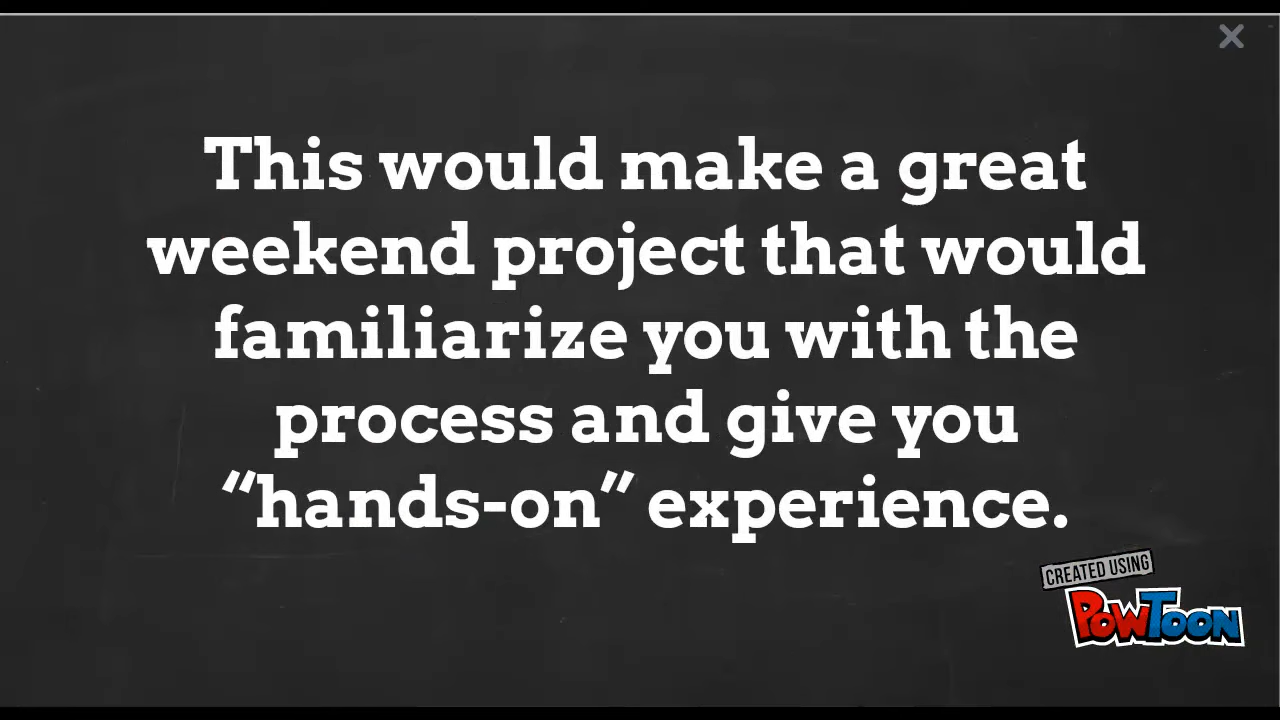 This would make a great
weekend project that would
familiarize you with the
process and give you
“hands-on” experience.
CREATED USING
POWTOON